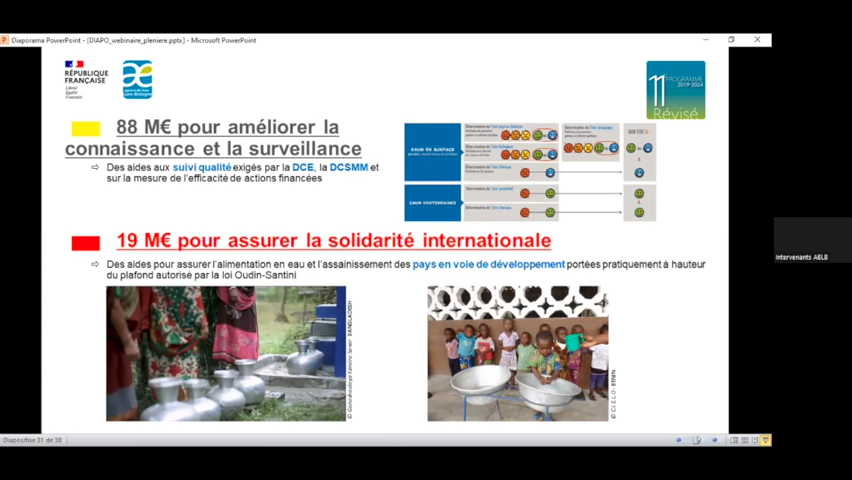 Diaporama PowerPoint - [DIAPO_webinaire_pleniere.pptx] - Microsoft PowerPoint
RÉPUBLIQUE
FRANÇAISE
Liberté
Égalité
Fraternité
11
PROGRAMME
2019-2024
Révisé
88 M€ pour améliorer la
connaissance et la surveillance
Des aides aux suivi qualité exigés par la DCE, la DCSMM et
sur la mesure de l'efficacité de actions financées
EAUX DE SURFACE
EAUX SOUTERRAINES
19 M€ pour assurer la solidarité internationale
Des aides pour assurer l'alimentation en eau et l'assainissement des pays en voie de développement portées pratiquement à hauteur
du plafond autorisé par la loi Oudin-Santini
BANGLADESH
BENIN
Intervenants AELB
Diapositive 31 de 38